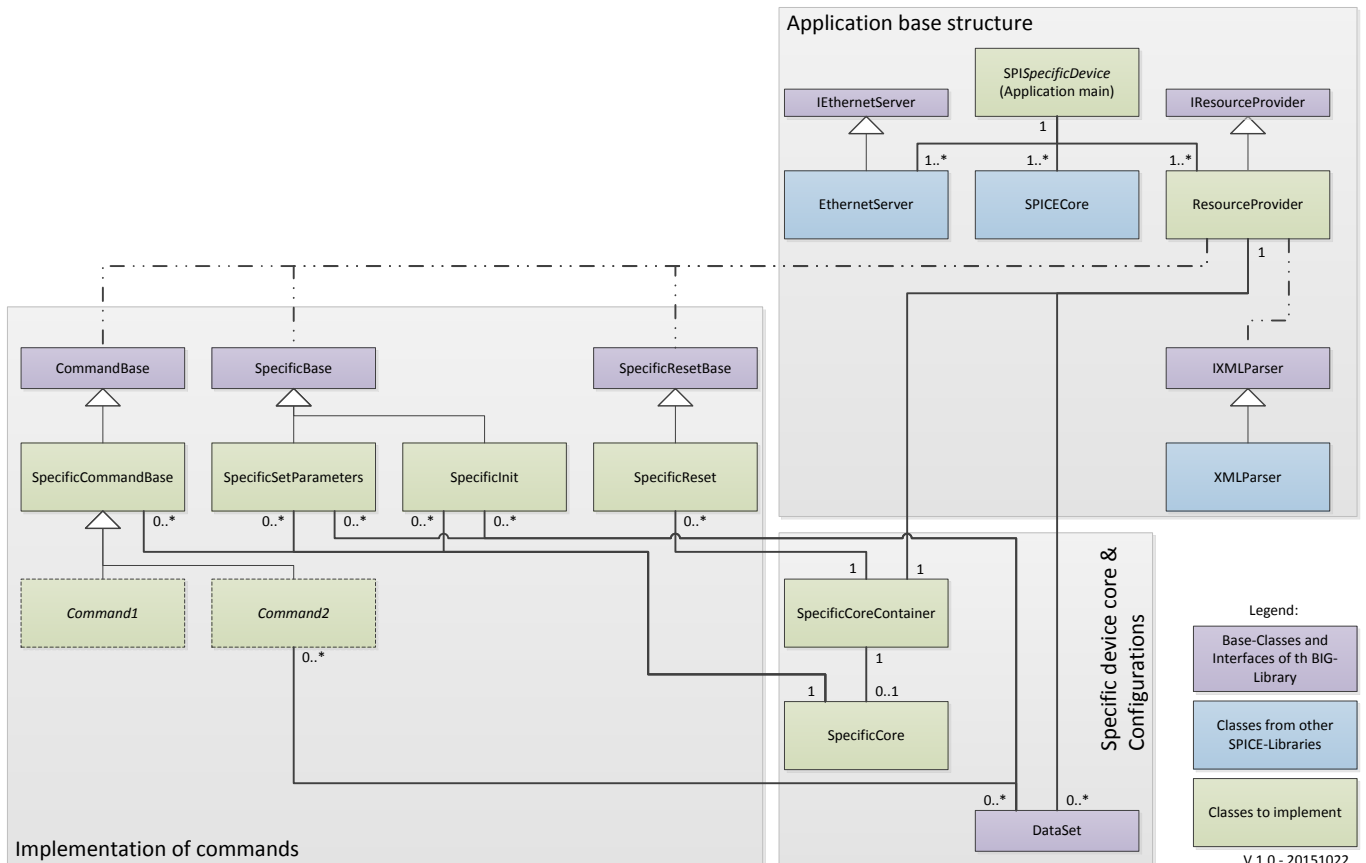 Application base structure
SPISpecificDevice
(Application main)
IEthernetServer
IResourceProvider
1
1..*
1..*
1..*
EthernetServer
SPICECore
ResourceProvider
1
CommandBase
SpecificBase
SpecificResetBase
IXMLParser
SpecificCommandBase
SpecificSetParameters
SpecificInit
SpecificReset
XMLParser
0..*
0..*
0..*
0..*
0..*
0..*
1
1
Command1
Command2
SpecificCoreContainer
0..*
1
1
0..1
SpecificCore
Specific device core &
Configurations
0..*
0..*
DataSet
Implementation of commands
Legend:
Base-Classes and
Interfaces of th BIG-
Library
Classes from other
SPICE-Libraries
Classes to implement
V 1.0 - 20151022